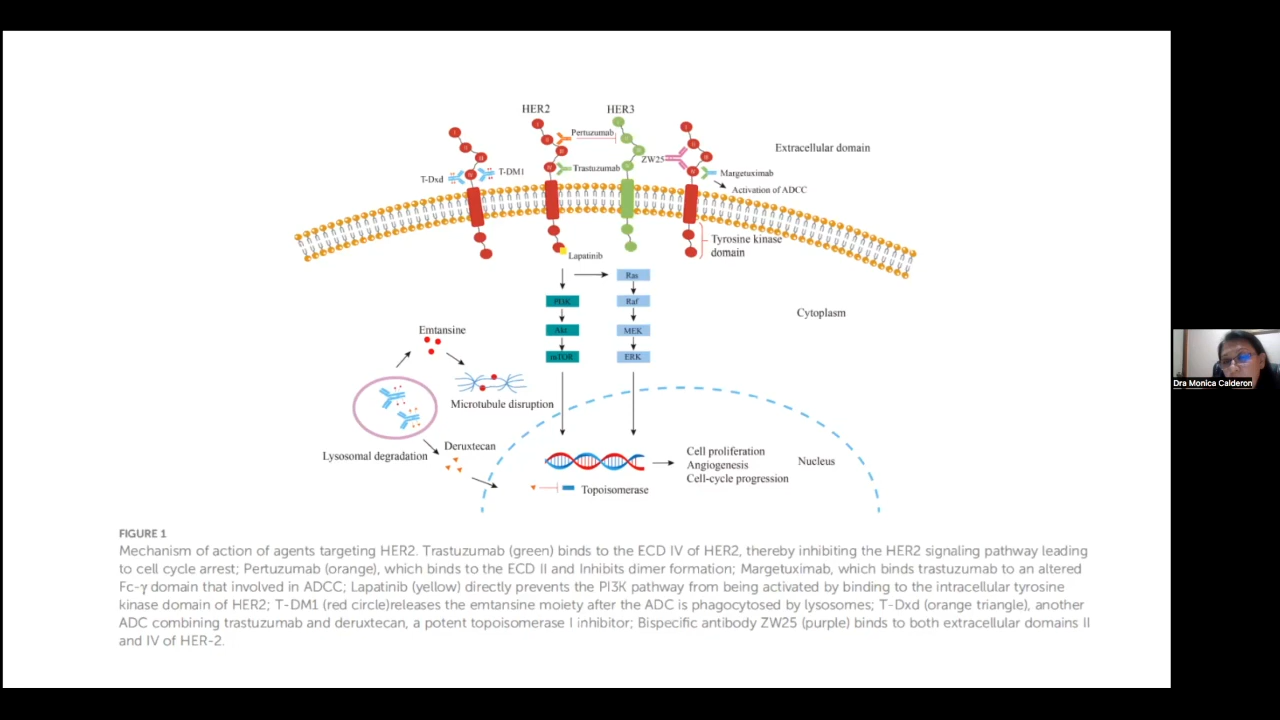 HER2
HER3
Pertuzumab
Extracellular domain
ZW25
T-DM1
Trastuzumab
Margetuximab
T-Dxd
Activation of ADCC
Tyrosine kinase
domain
Lapatinib
Ras
PI3K
Raf
Cytoplasm
Emtansine
Akt
MEK
mTOR
ERK
Microtubule disruption
Deruxtecan
Lysosomal degradation
Cell proliferation
Angiogenesis
Cell-cycle progression
Nucleus
Topoisomerase
Dra Monica Calderon
FIGURE 1
Mechanism of action of agents targeting HER2. Trastuzumab (green) binds to the ECD IV of HER2, thereby inhibiting the HER2 signaling pathway leading
to cell cycle arrest; Pertuzumab (orange), which binds to the ECD II and Inhibits dimer formation; Margetuximab, which binds trastuzumab to an altered
Fc-γ domain that involved in ADCC; Lapatinib (yellow) directly prevents the PI3K pathway from being activated by binding to the intracellular tyrosine
kinase domain of HER2; T-DM1 (red circle)releases the emtansine moiety after the ADC is phagocytosed by lysosomes; T-Dxd (orange triangle), another
ADC combining trastuzumab and deruxtecan, a potent topoisomerase I inhibitor; Bispecific antibody ZW25 (purple) binds to both extracellular domains II
and IV of HER-2.